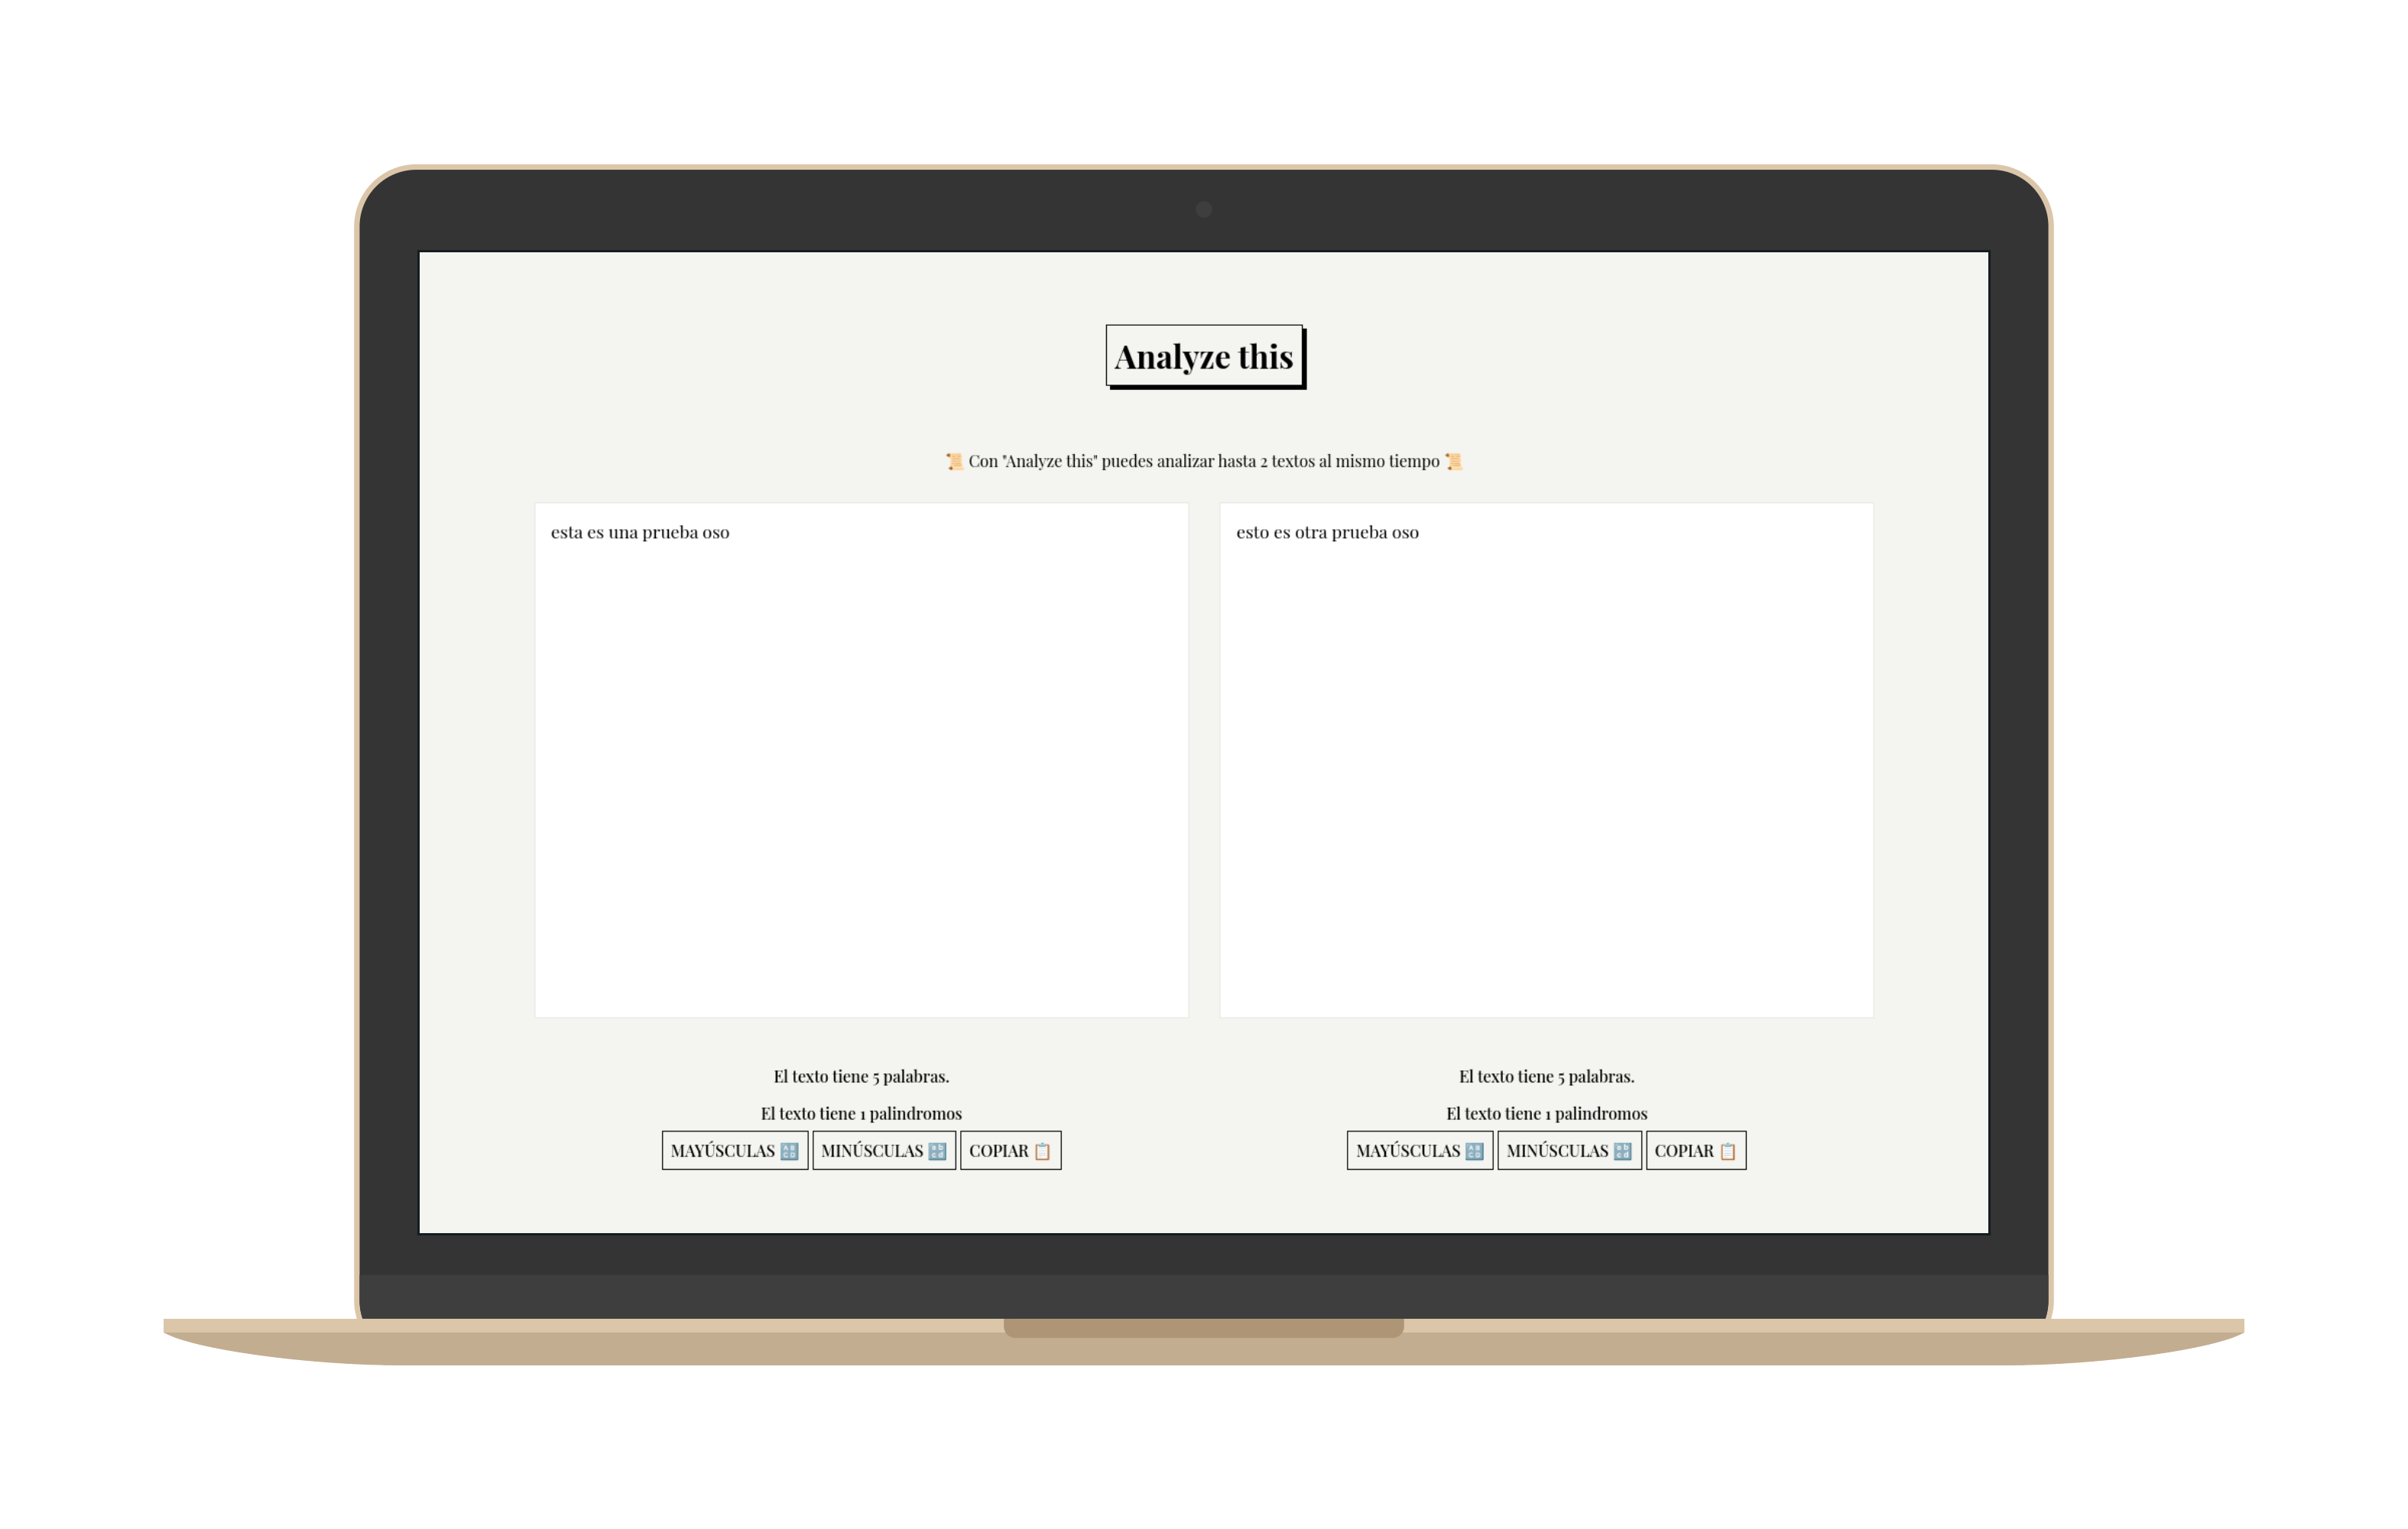 Analyze this
📜 Con "Analyze this" puedes analizar hasta 2 textos al mismo tiempo 📜
esta es una prueba oso
esto es otra prueba oso
El texto tiene 5 palabras.
El texto tiene 1 palindromos
MAYÚSCULAS 🔠 MINÚSCULAS 🔡 COPIAR 📋
El texto tiene 5 palabras.
El texto tiene 1 palindromos
MAYÚSCULAS 🔠 MINÚSCULAS 🔡 COPIAR 📋